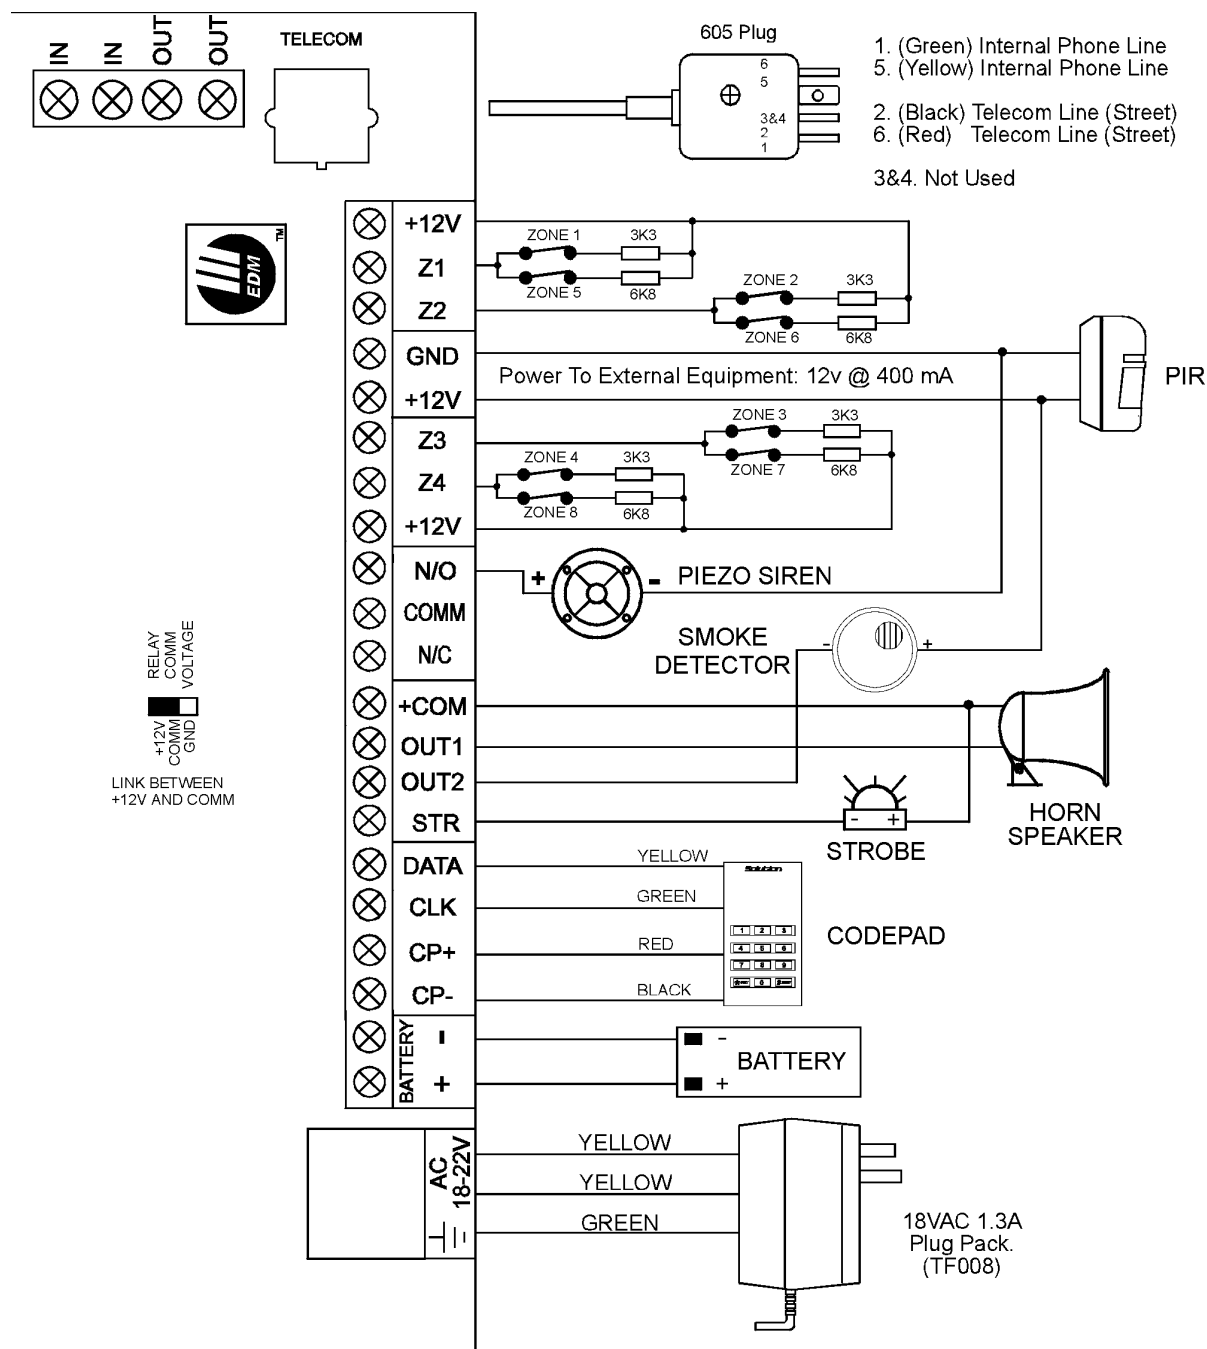 IN
IN
OUT
OUT
TELECOM
605 Plug
6
5
3&4
2
1
1. (Green) Internal Phone Line
5. (Yellow) Internal Phone Line
2. (Black) Telecom Line (Street)
6. (Red) Telecom Line (Street)
3&4. Not Used
EDM
TM
+12V
Z1
Z2
GND
+12V
Z3
Z4
+12V
N/O
COMM
N/C
+COM
OUT1
OUT2
STR
DATA
CLK
CP+
CP-
BATTERY
-
+
AC
18-22V
ZONE 1
3K3
ZONE 5
6K8
ZONE 2
3K3
ZONE 6
6K8
Power To External Equipment: 12v @ 400 mA
PIR
ZONE 3
3K3
ZONE 7
6K8
ZONE 4
3K3
ZONE 8
6K8
+
-
PIEZO SIREN
SMOKE
DETECTOR
-
+
RELAY
COMM
VOLTAGE
+12V
COMM
GND
LINK BETWEEN
+12V AND COMM
HORN
SPEAKER
-
+
STROBE
YELLOW
GREEN
RED
BLACK
Solution
1 2 3
4 5 6
7 8 9
0
CODEPAD
-
+
BATTERY
YELLOW
YELLOW
GREEN
18VAC 1.3A
Plug Pack.
(TF008)